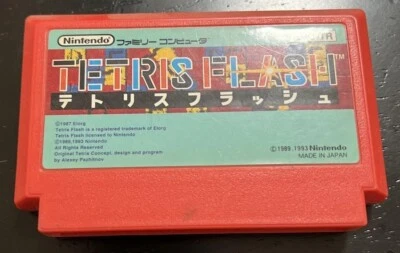 Nintendo ファミリー コンピュータ
TETRIS FLASH™
テトリスフラッシュ
©1987 Elorg
Tetris Flash is a registered trademark of Elorg
Tetris Flash licensed to Nintendo
©1989,1993 Nintendo
All Rights Reserved
Original Tetris Concept, design and program
by Alexey Pazhitnov
©1989,1993 Nintendo
MADE IN JAPAN